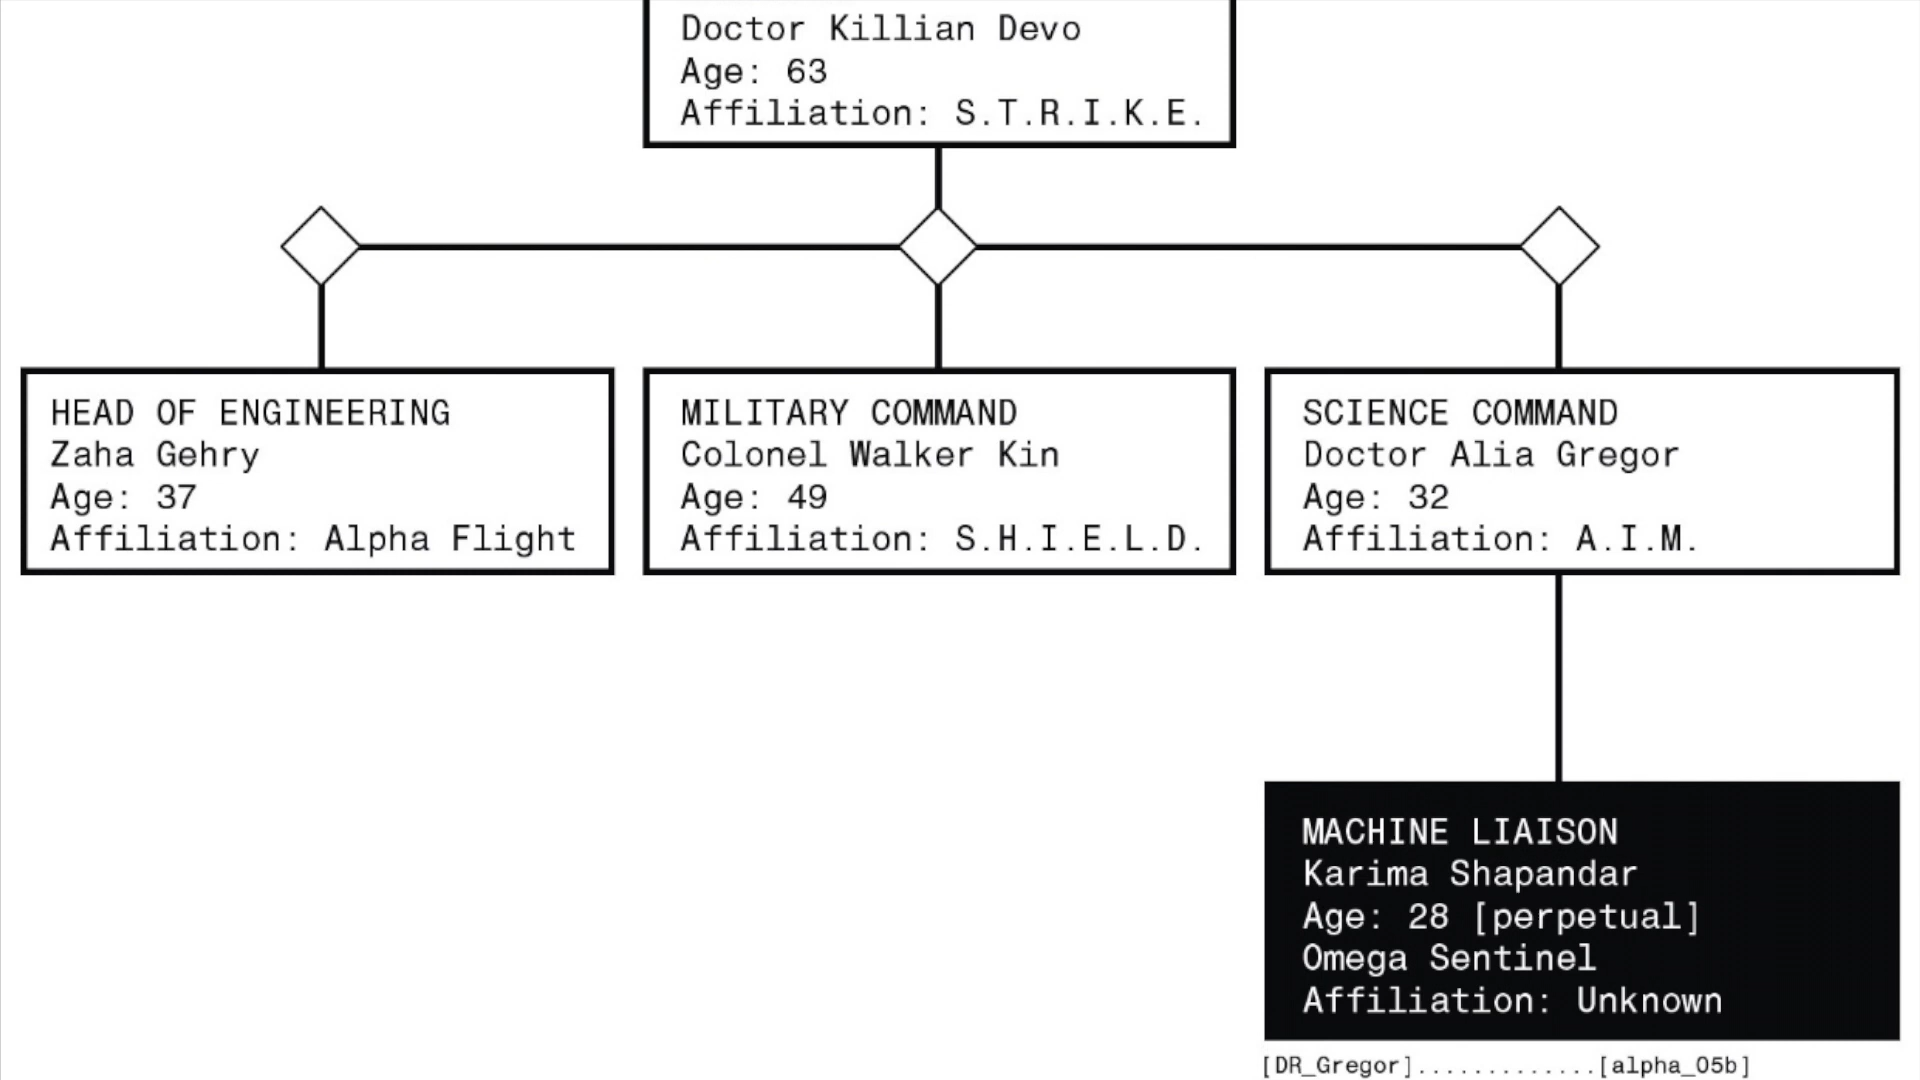 Doctor Killian Devo
Age: 63
Affiliation: S.T.R.I.K.E.
HEAD OF ENGINEERING
Zaha Gehry
Age: 37
Affiliation: Alpha Flight
MILITARY COMMAND
Colonel Walker Kin
Age: 49
Affiliation: S.H.I.E.L.D.
SCIENCE COMMAND
Doctor Alia Gregor
Age: 32
Affiliation: A.I.M.
MACHINE LIAISON
Karima Shapandar
Age: 28 [perpetual]
Omega Sentinel
Affiliation: Unknown
[DR_Gregor].............[alpha_05b]